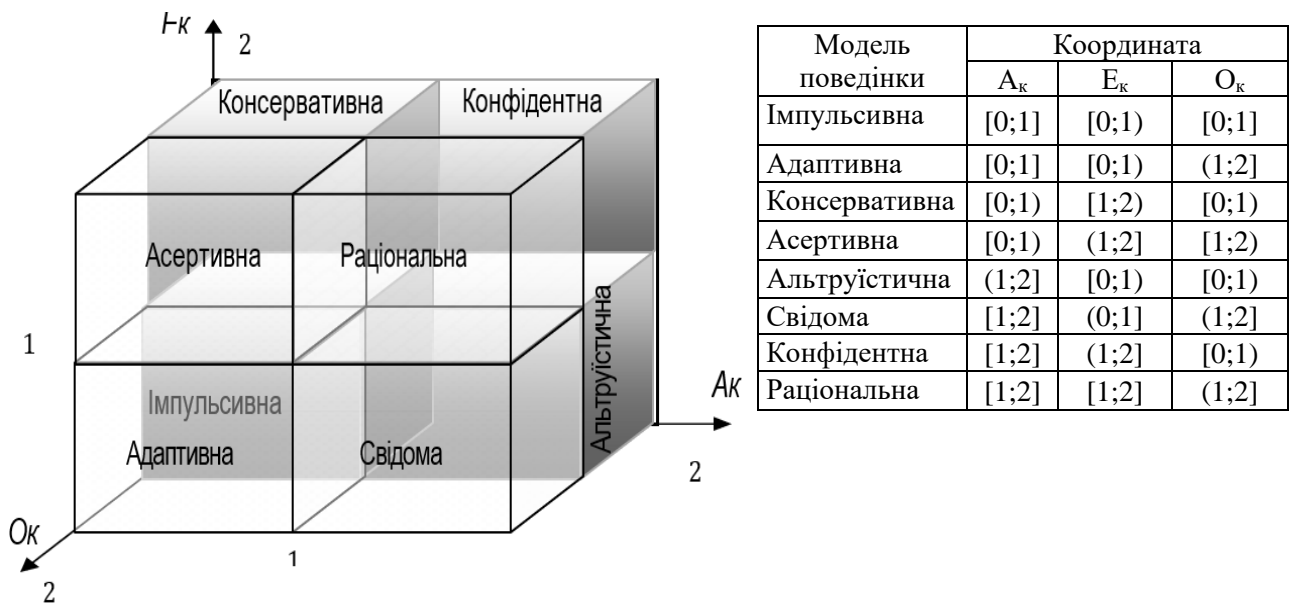 2
Консервативна
Конфідентна
Асертивна
Раціональна
1
Імпульсивна
Альтруїстична
Ак
Адаптивна
Свідома
2
Ок
1
2
Модель поведінки Координата
Ак Ек Ок
Імпульсивна [0;1] [0;1) [0;1]
Адаптивна [0;1] [0;1) (1;2]
Консервативна [0;1) [1;2) [0;1)
Асертивна [0;1) (1;2] [1;2)
Альтруїстична (1;2] [0;1) [0;1)
Свідома [1;2] (0;1] (1;2]
Конфідентна [1;2] (1;2] [0;1)
Раціональна [1;2] [1;2] (1;2]